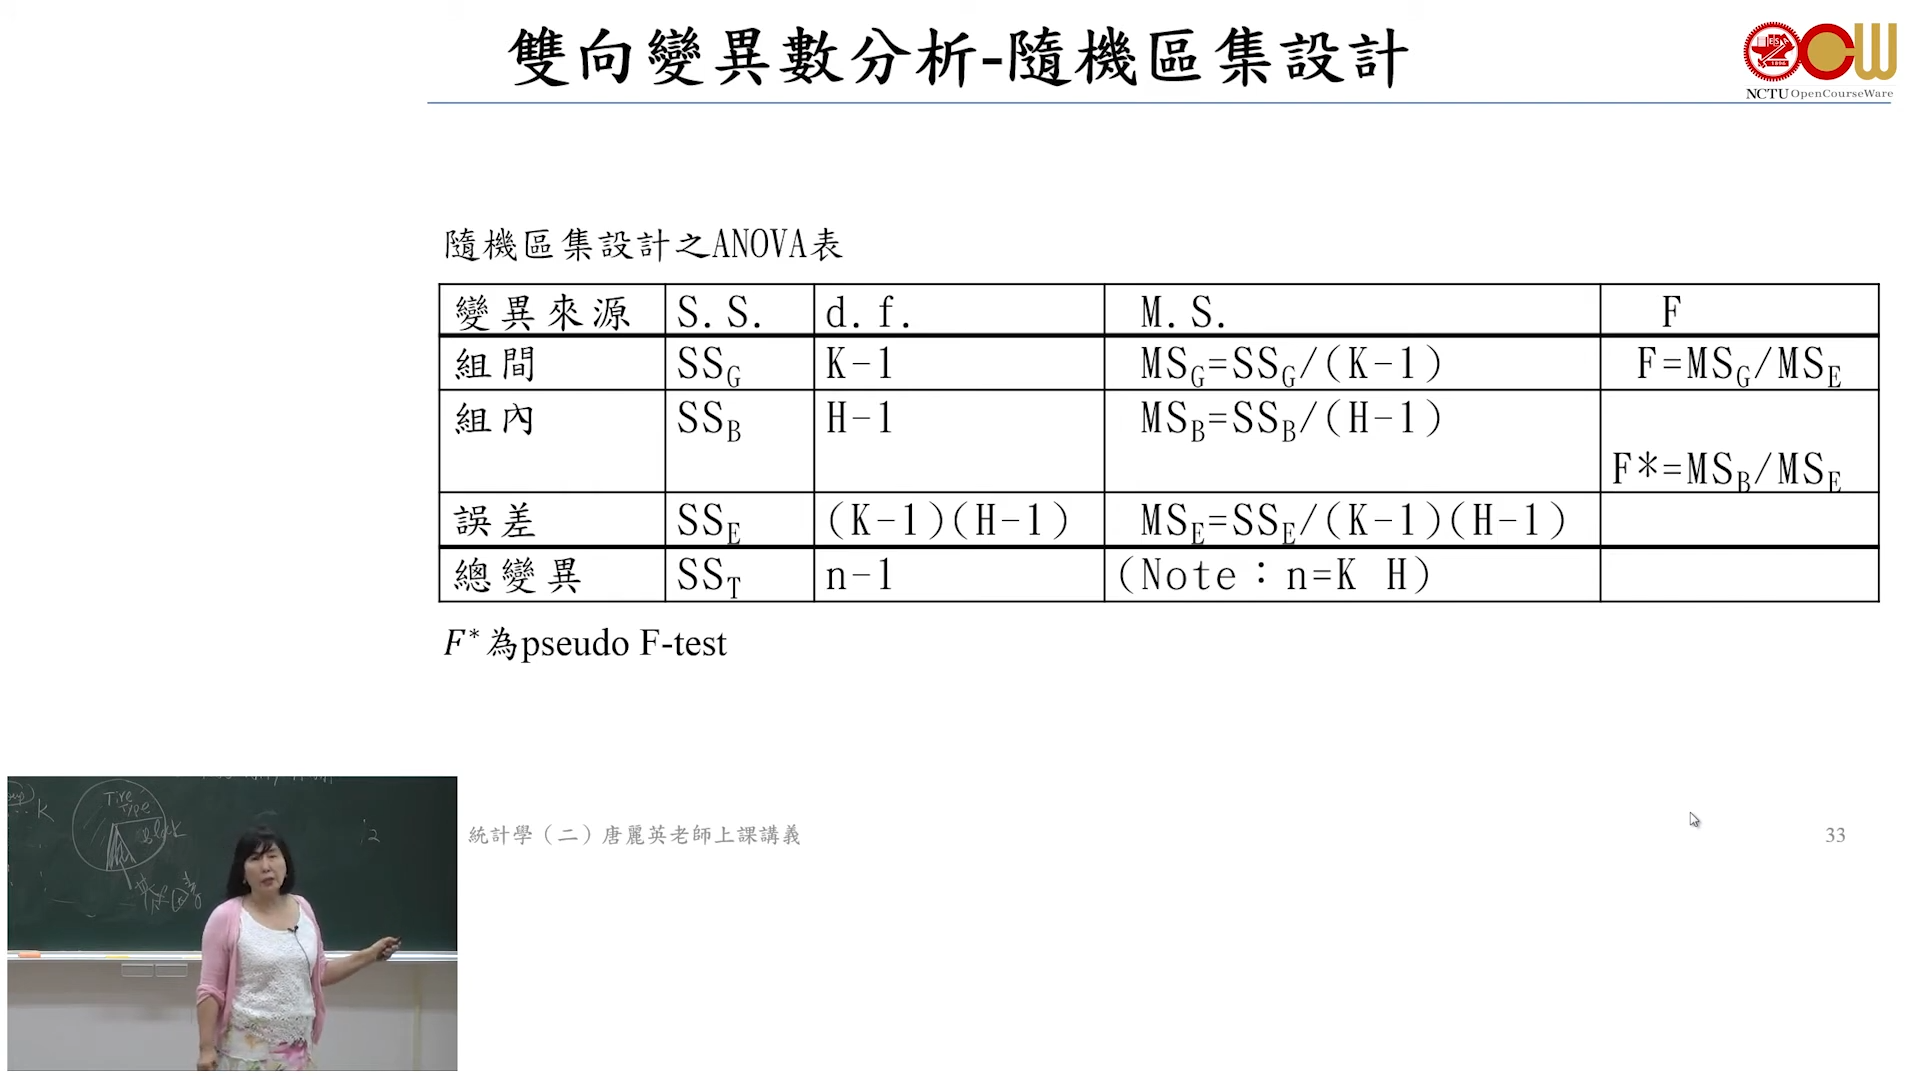 雙向變異數分析-隨機區集設計
NCTU OpenCourseWare
隨機區集設計之ANOVA表
變異來源 S.S. d.f. M.S. F
組間 SS_G K-1 MS_G=SS_G/(K-1) F=MS_G/MS_E
組內 SS_B H-1 MS_B=SS_B/(H-1) F*=MS_B/MS_E
誤差 SS_E (K-1)(H-1) MS_E=SS_E/(K-1)(H-1)
總變異 SS_T n-1 (Note：n=K H)
F*為pseudo F-test
Tire
Type
Block
K
統計學（二）唐麗英老師上課講義
33